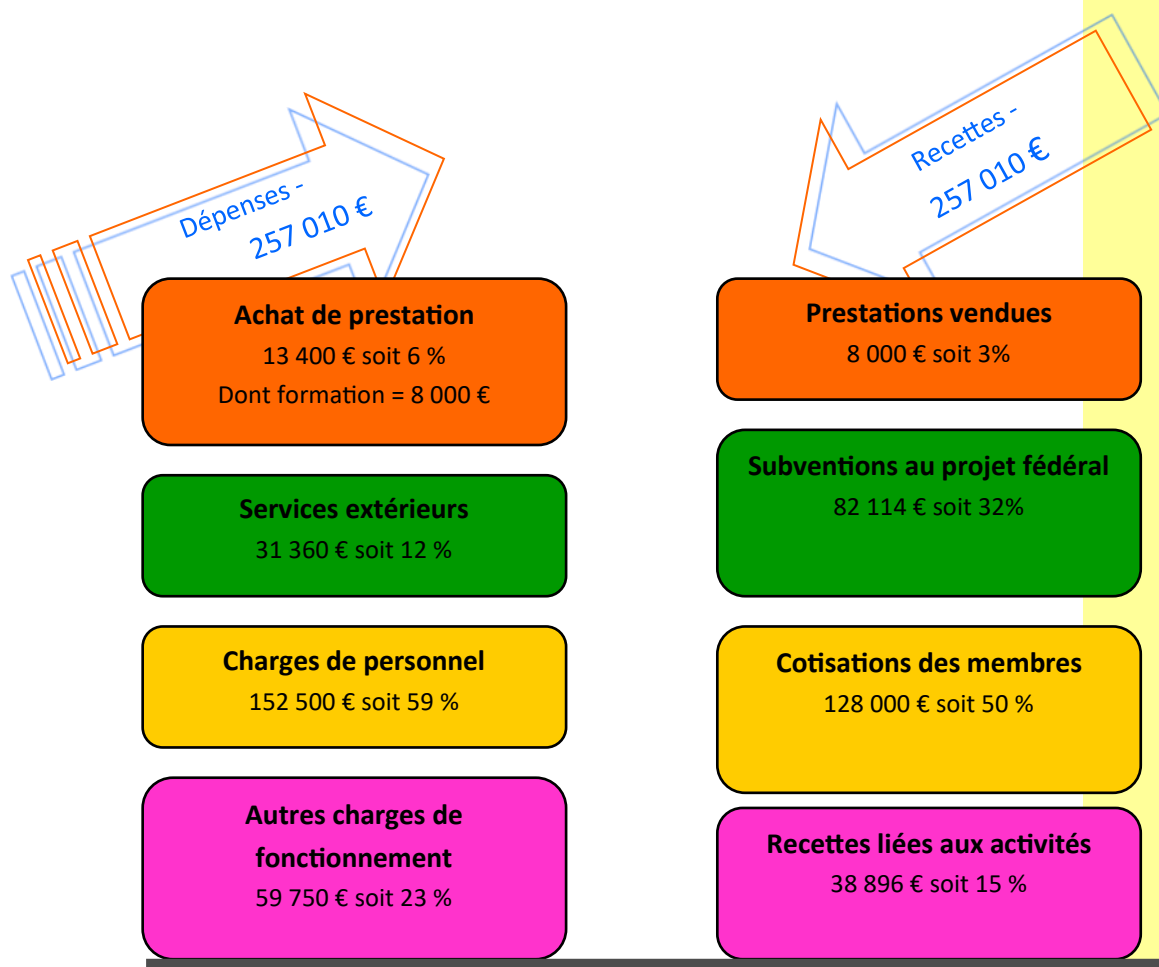 Dépenses -
257 010 €
Achat de prestation
13 400 € soit 6 %
Dont formation = 8 000 €
Services extérieurs
31 360 € soit 12 %
Charges de personnel
152 500 € soit 59 %
Autres charges de
fonctionnement
59 750 € soit 23 %
Recettes -
257 010 €
Prestations vendues
8 000 € soit 3%
Subventions au projet fédéral
82 114 € soit 32%
Cotisations des membres
128 000 € soit 50 %
Recettes liées aux activités
38 896 € soit 15 %